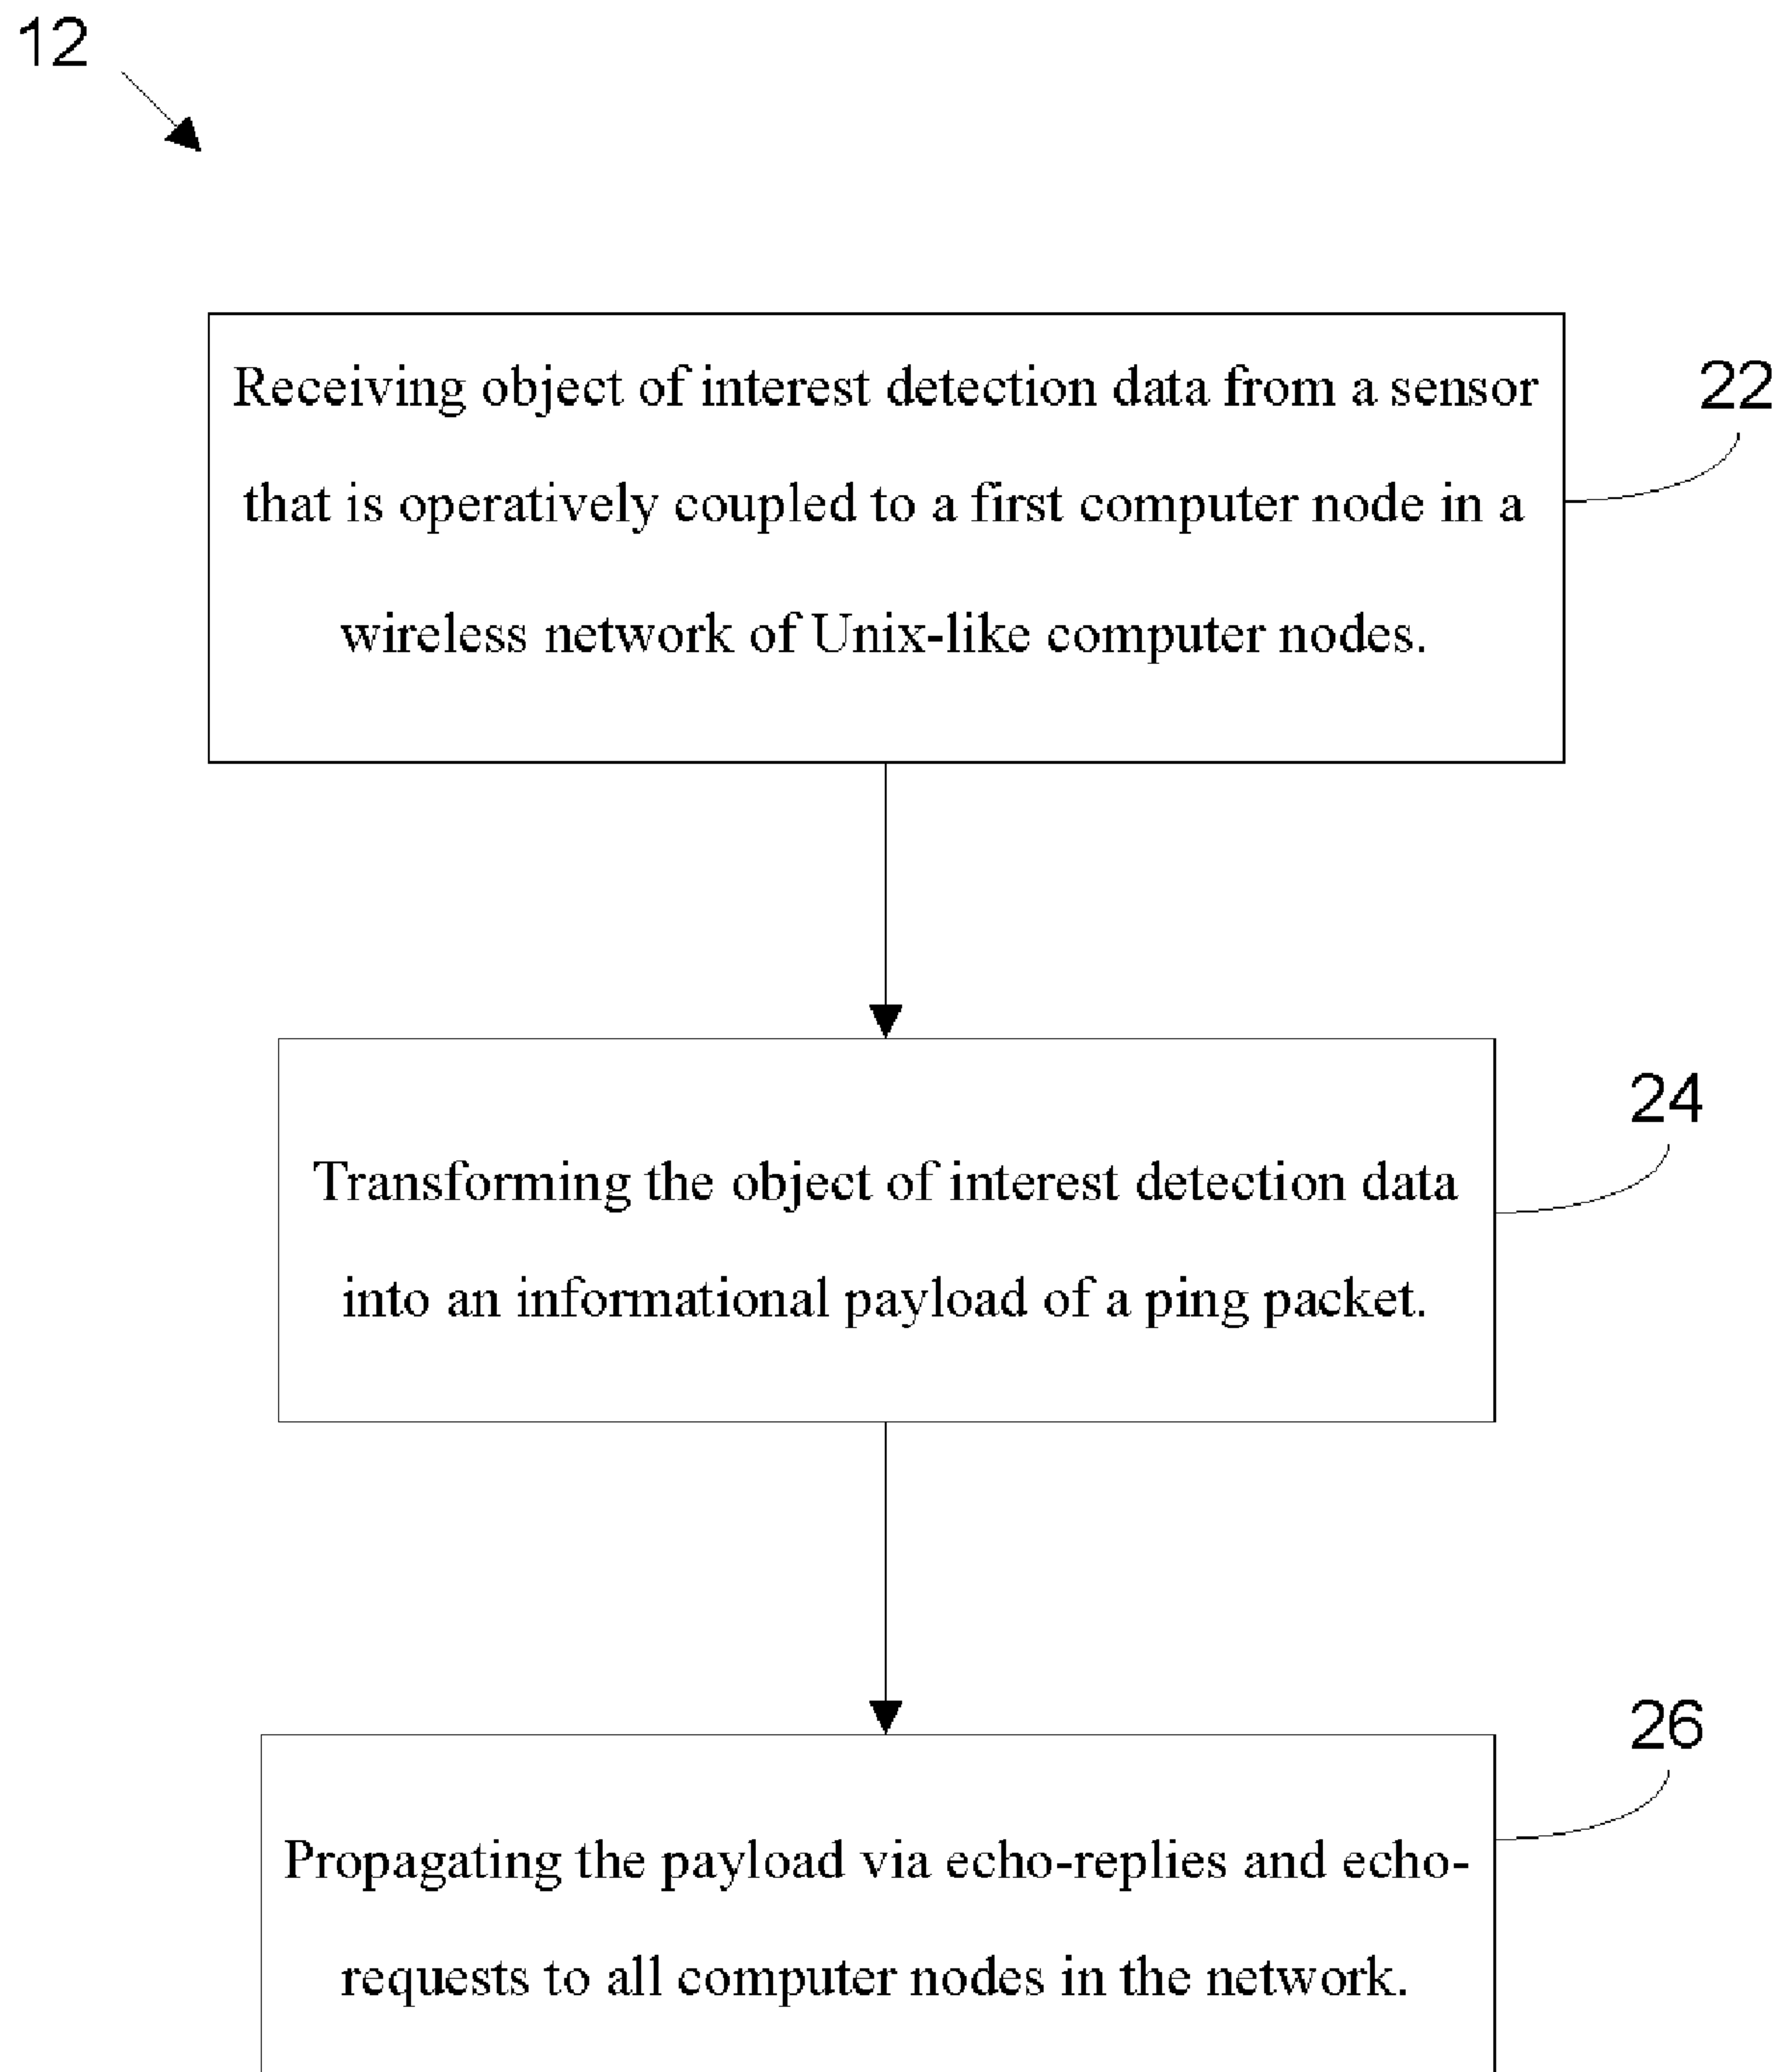 12
Receiving object of interest detection data from a sensor
22
that is operatively coupled to a first computer node in a
wireless network of Unix-like computer nodes.
24
Transforming the object of interest detection data
into an informational payload of a ping packet.
26
Propagating the payload via echo-replies and echo-
requests to all computer nodes in the network.